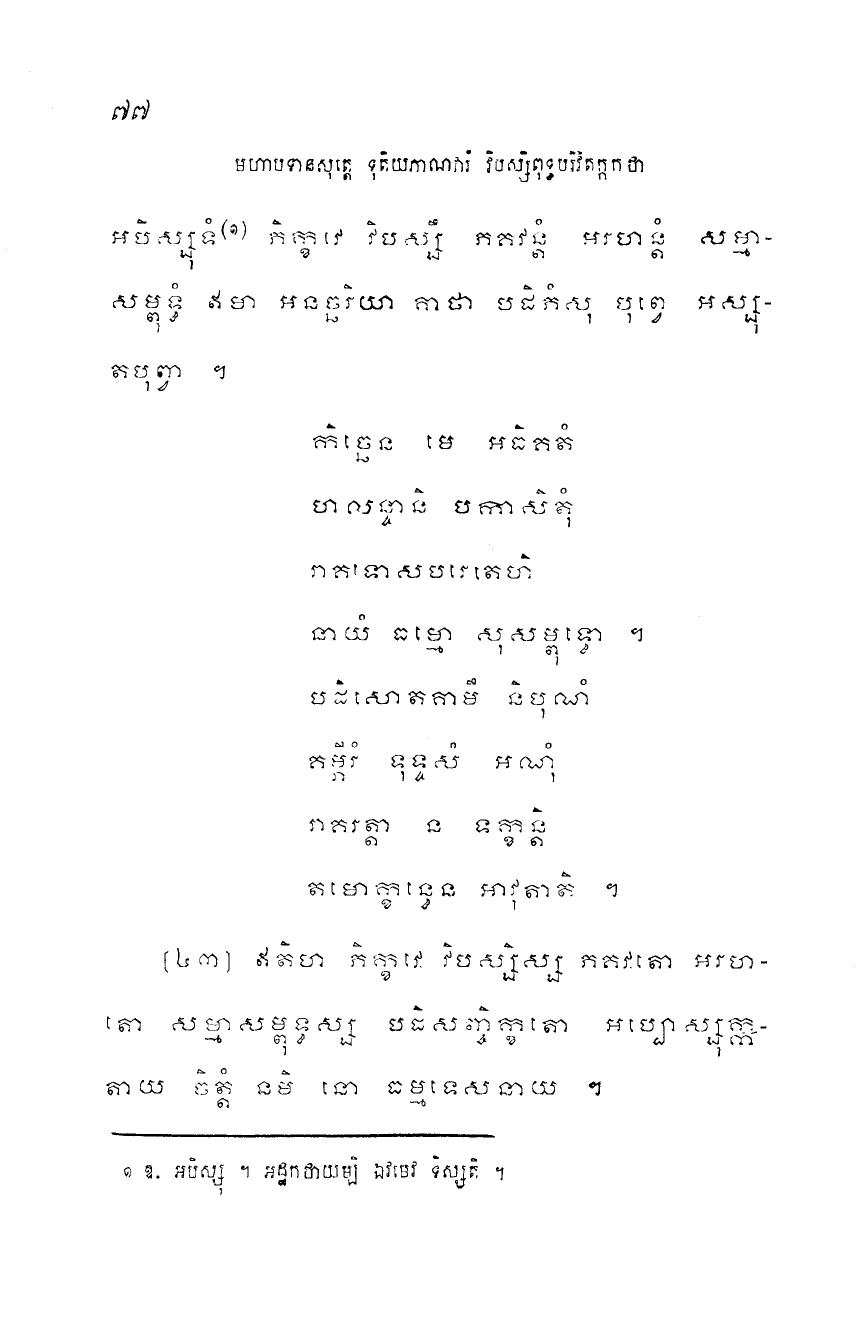 ៧៧
មហាបទានសុត្តេ ទុតិយភាណវារំ វិបស្សិពុទ្ធបរិវិតក្កកថា
អបិស្សុទំ(១) ភិក្ខវេ វិបស្សឹ ភគវន្តំ អរហន្តំ សម្មា-
សម្ពុទ្ធំ ឥមា អនច្ឆរិយា គាថា បដិភំសុ បុព្វេ អស្សុ-
តបុព្វា ។
កិច្ឆេន មេ អធិគតំ
ហលន្ទានិ បកាសិតុំ
រាគទោសបរេតេហិ
នាយំ ធម្មោ សុសម្ពុទ្ធោ ។
បដិសោតគាមឹ និបុណំ
គម្ភីរំ ទុទ្ទសំ អណុំ
រាគរត្តា ន ទក្ខន្តិ
តមោក្ខន្ធេន អាវុតាតិ ។
[៤៣] ឥតិហ ភិក្ខវេ វិបស្សិស្ស ភគវតោ អរហ-
តោ សម្មាសម្ពុទ្ធស្ស បដិសញ្ចិក្ខតោ អប្បោស្សុក្ក-
តាយ ចិត្តំ នមិ នោ ធម្មទេសនាយ ។
១ ឧ. អបិស្សុ ។ អដ្ឋកថាយម្បិ ឯវមេវ ទិស្សតិ ។